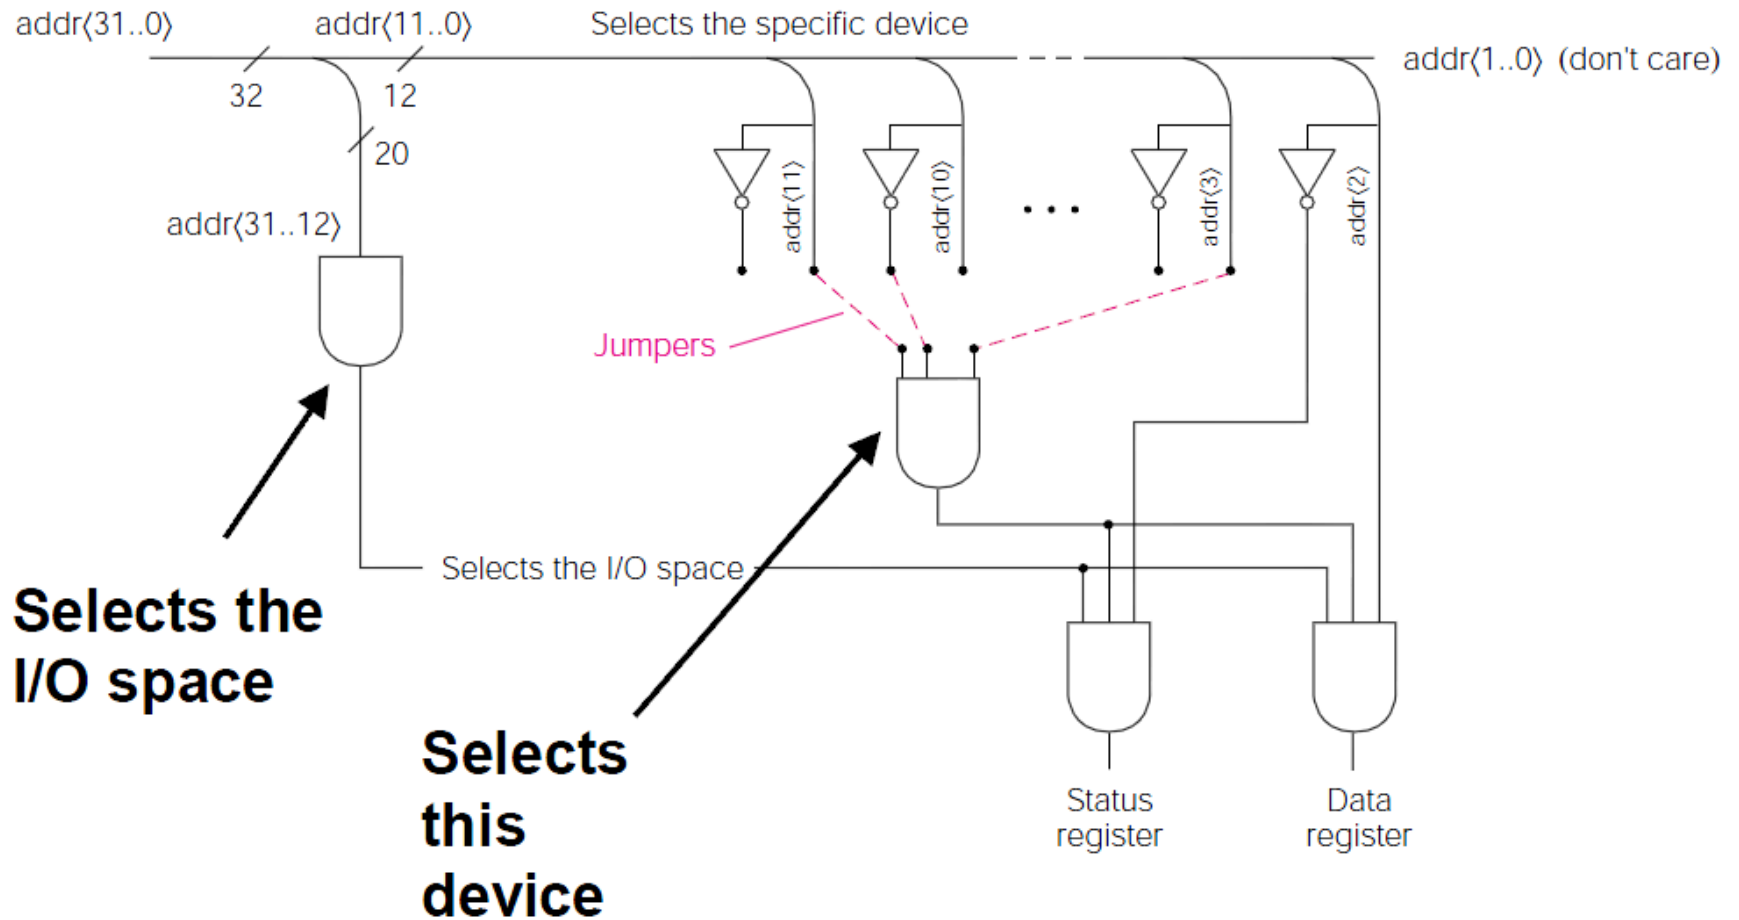 addr⟨31..0⟩
addr⟨11..0⟩
Selects the specific device
addr⟨1..0⟩ (don't care)
32
12
20
addr⟨31..12⟩
addr⟨11⟩
addr⟨10⟩
. . .
addr⟨3⟩
addr⟨2⟩
Jumpers
Selects the I/O space
Selects the
I/O space
Selects
this
device
Status
register
Data
register